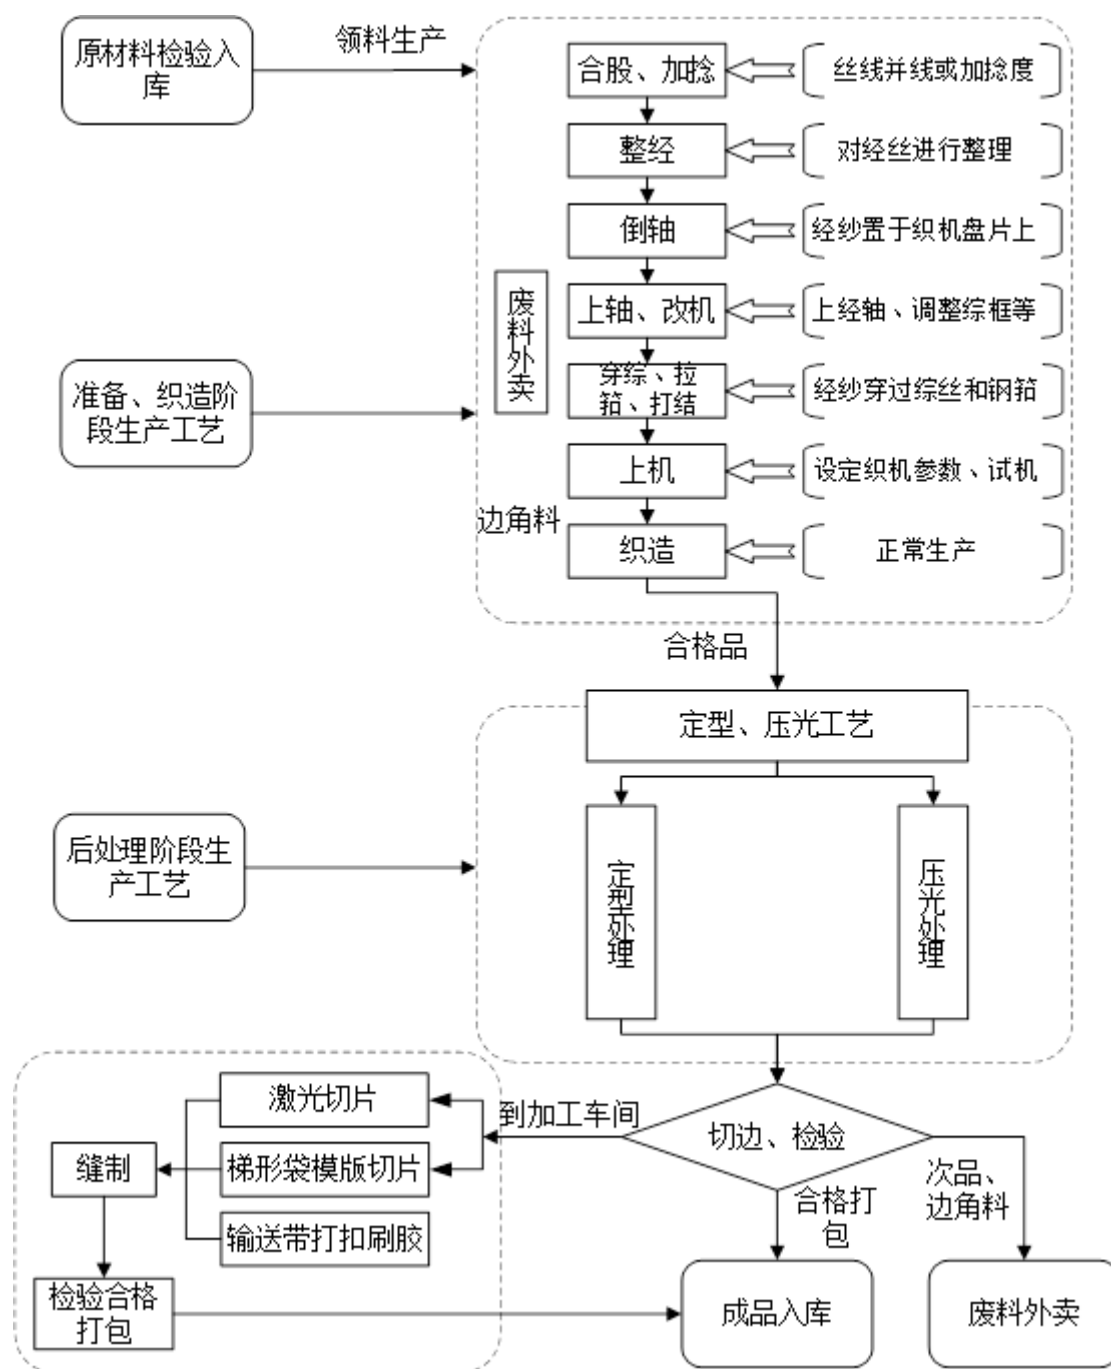 原材料检验入
库
领料生产
合股、加捻
丝线并线或加捻度
整经
对经丝进行整理
倒轴
经纱置于织机盘片上
废
料
外
卖
上轴、改机
上经轴、调整综框等
准备、织造阶
段生产工艺
穿综、拉
筘、打结
经纱穿过综丝和钢筘
上机
设定织机参数、试机
边角料
织造
正常生产
合格品
定型、压光工艺
后处理阶段生
产工艺
定
型
处
理
压
光
处
理
切边、检验
到加工车间
激光切片
梯形袋模版切片
输送带打扣刷胶
缝制
检验合格
打包
合格打
包
次品、
边角料
成品入库
废料外卖